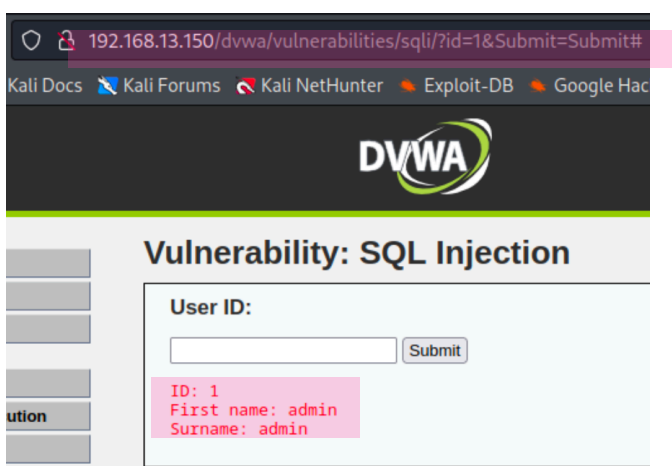 192.168.13.150/dvwa/vulnerabilities/sqli/?id=1&Submit=Submit#
Kali Docs Kali Forums Kali NetHunter Exploit-DB Google Hac
DVWA
Vulnerability: SQL Injection
User ID:
Submit
ID: 1
First name: admin
ution
Surname: admin